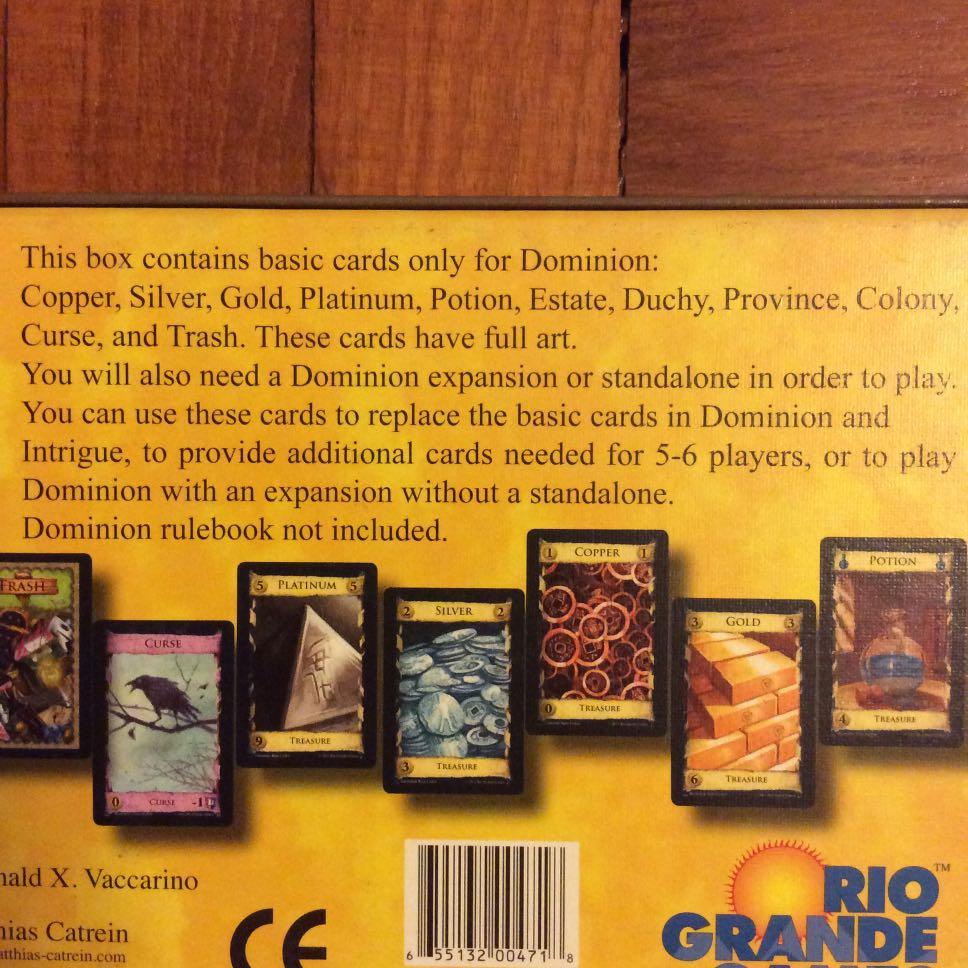 This box contains basic cards only for Dominion:
Copper, Silver, Gold, Platinum, Potion, Estate, Duchy, Province, Colony,
Curse, and Trash. These cards have full art.
You will also need a Dominion expansion or standalone in order to play.
You can use these cards to replace the basic cards in Dominion and
Intrigue, to provide additional cards needed for 5-6 players, or to play
Dominion with an expansion without a standalone.
Dominion rulebook not included.
TRASH
CURSE
0 CURSE -1
5 PLATINUM 5
9 TREASURE
2 SILVER 2
3 TREASURE
1 COPPER 1
0 TREASURE
3 GOLD 3
6 TREASURE
POTION
4 TREASURE
nald X. Vaccarino
hias Catrein
atthias-catrein.com
CE
6 55132 00471 8
RIO™
GRANDE